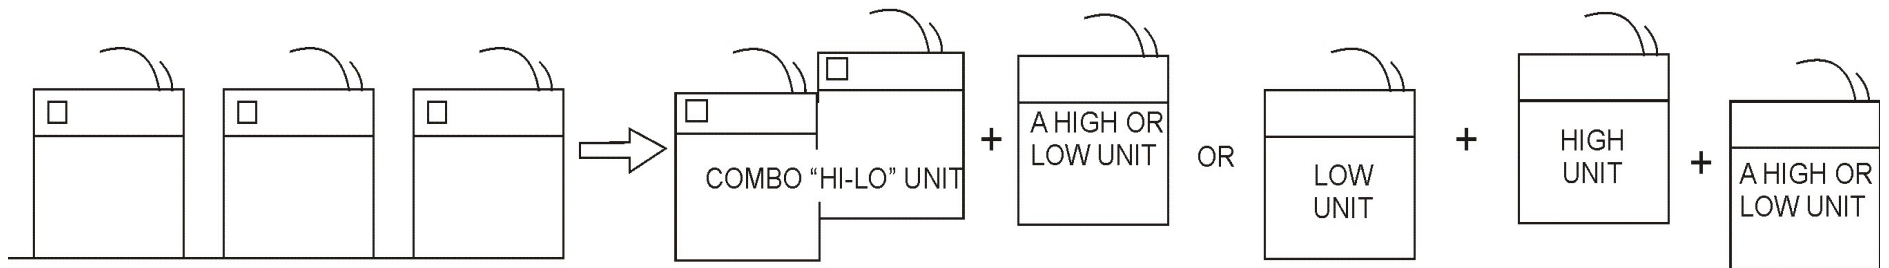 COMBO “HI-LO” UNIT
+
A HIGH OR
LOW UNIT
OR
LOW
UNIT
+
HIGH
UNIT
+
A HIGH OR
LOW UNIT